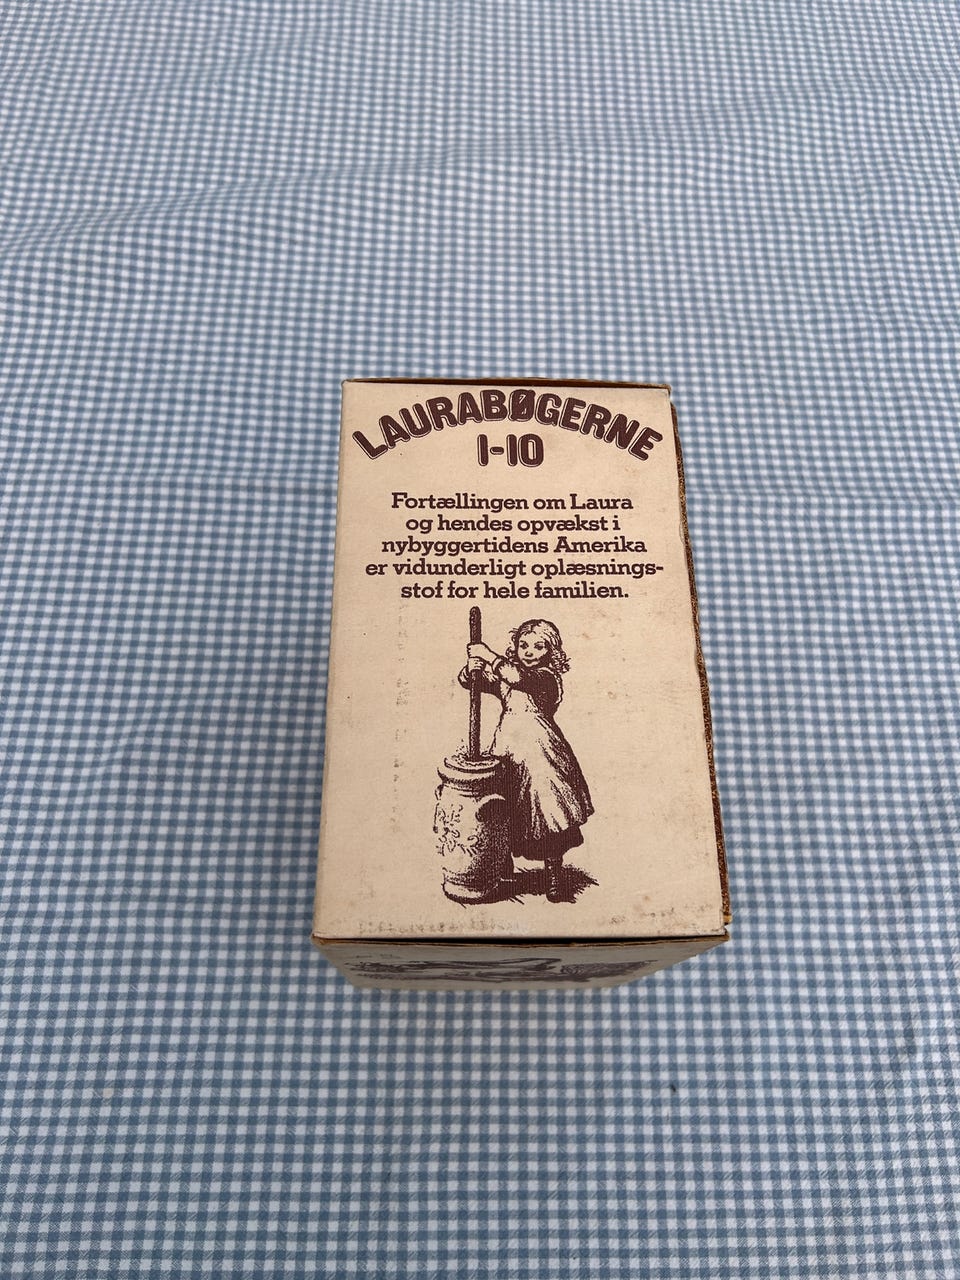 LAURABØGERNE
1-10
Fortællingen om Laura
og hendes opvækst i
nybyggertidens Amerika
er vidunderligt oplæsnings-
stof for hele familien.